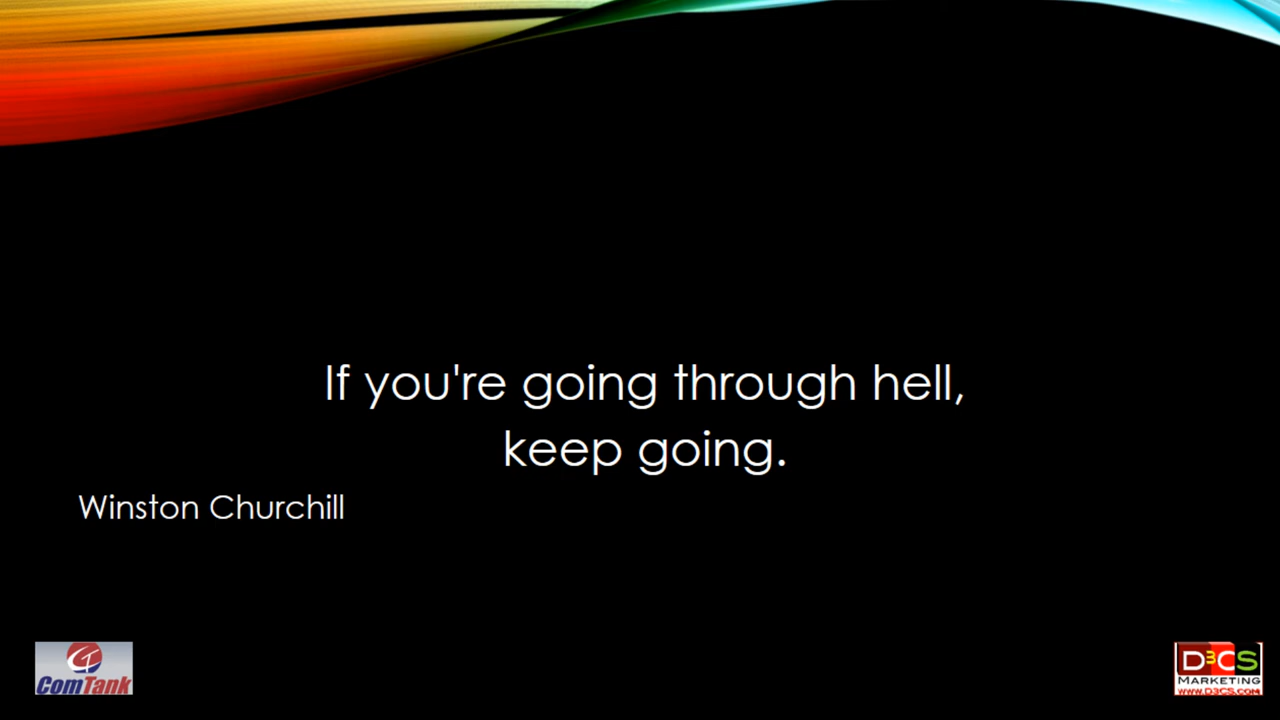 If you're going through hell,
keep going.
Winston Churchill
ComTank
D³CS
MARKETING
www.D3CS.com